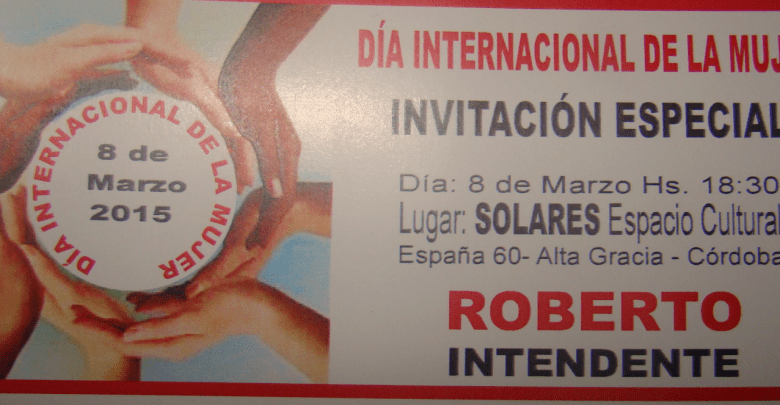 DÍA INTERNACIONAL DE LA MUJER
8 de
Marzo
2015
DÍA INTERNACIONAL DE LA MUJ
INVITACIÓN ESPECIAL
Día: 8 de Marzo Hs. 18:30
Lugar: SOLARES Espacio Cultural
España 60- Alta Gracia - Córdoba
ROBERTO
INTENDENTE